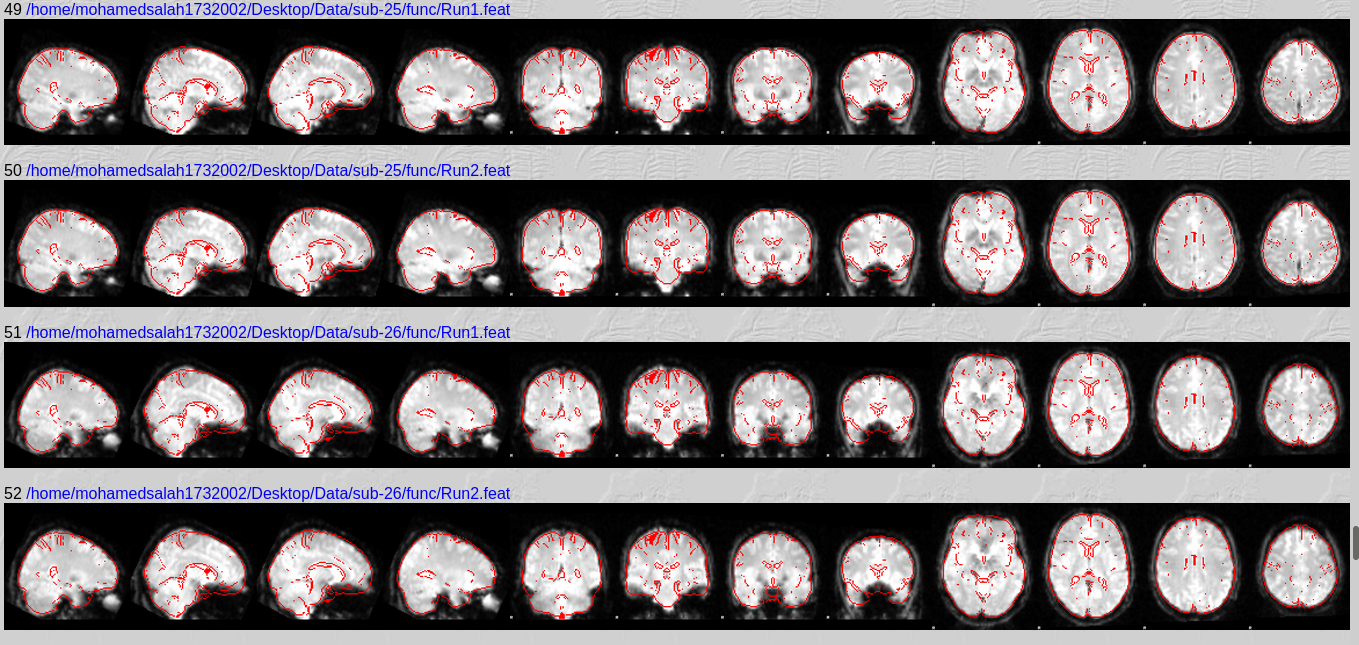 49 /home/mohamedsalah1732002/Desktop/Data/sub-25/func/Run1.feat
50 /home/mohamedsalah1732002/Desktop/Data/sub-25/func/Run2.feat
51 /home/mohamedsalah1732002/Desktop/Data/sub-26/func/Run1.feat
52 /home/mohamedsalah1732002/Desktop/Data/sub-26/func/Run2.feat